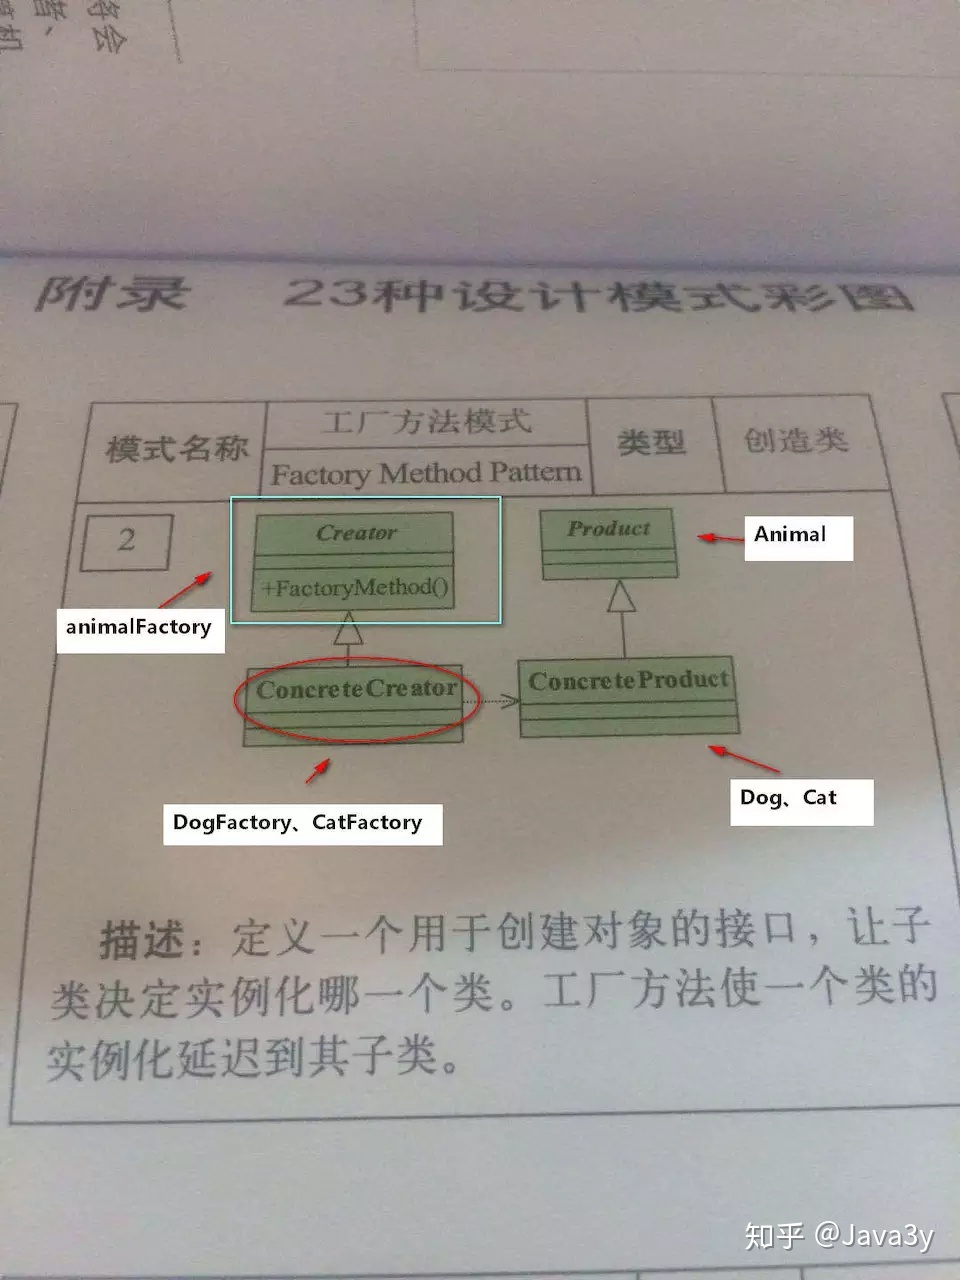 附录 23种设计模式彩图
模式名称
工厂方法模式
Factory Method Pattern
类型
创造类
2
Creator
+FactoryMethod()
Product
Animal
animalFactory
ConcreteCreator
ConcreteProduct
DogFactory、CatFactory
Dog、Cat
描述：定义一个用于创建对象的接口，让子
类决定实例化哪一个类。工厂方法使一个类的
实例化延迟到其子类。
知乎 @Java3y